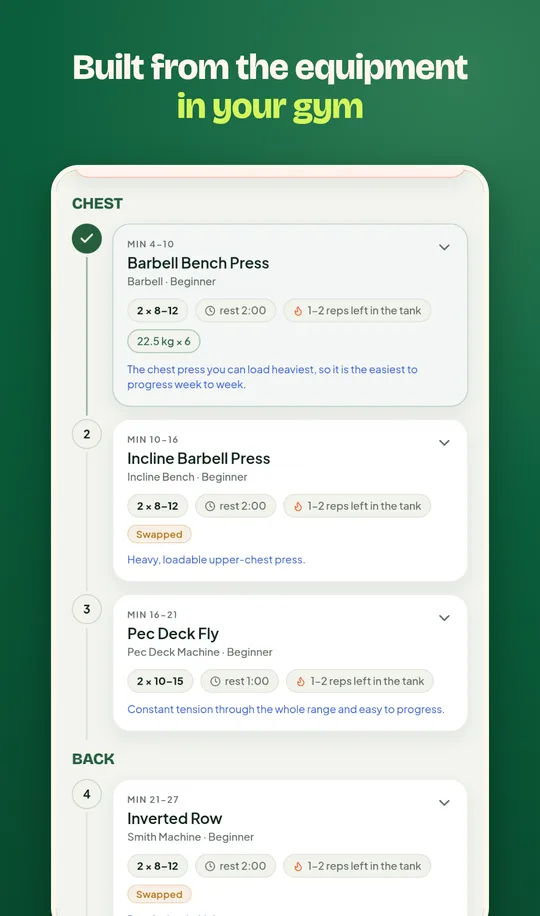 Built from the equipment
in your gym
CHEST
MIN 4–10
Barbell Bench Press
Barbell · Beginner
2 × 8–12
rest 2:00
1–2 reps left in the tank
22.5 kg × 6
The chest press you can load heaviest, so it is the easiest to
progress week to week.
2
MIN 10–16
Incline Barbell Press
Incline Bench · Beginner
2 × 8–12
rest 2:00
1–2 reps left in the tank
Swapped
Heavy, loadable upper-chest press.
3
MIN 16–21
Pec Deck Fly
Pec Deck Machine · Beginner
2 × 10–15
rest 1:00
1–2 reps left in the tank
Constant tension through the whole range and easy to progress.
BACK
4
MIN 21–27
Inverted Row
Smith Machine · Beginner
2 × 8–12
rest 2:00
1–2 reps left in the tank
Swapped